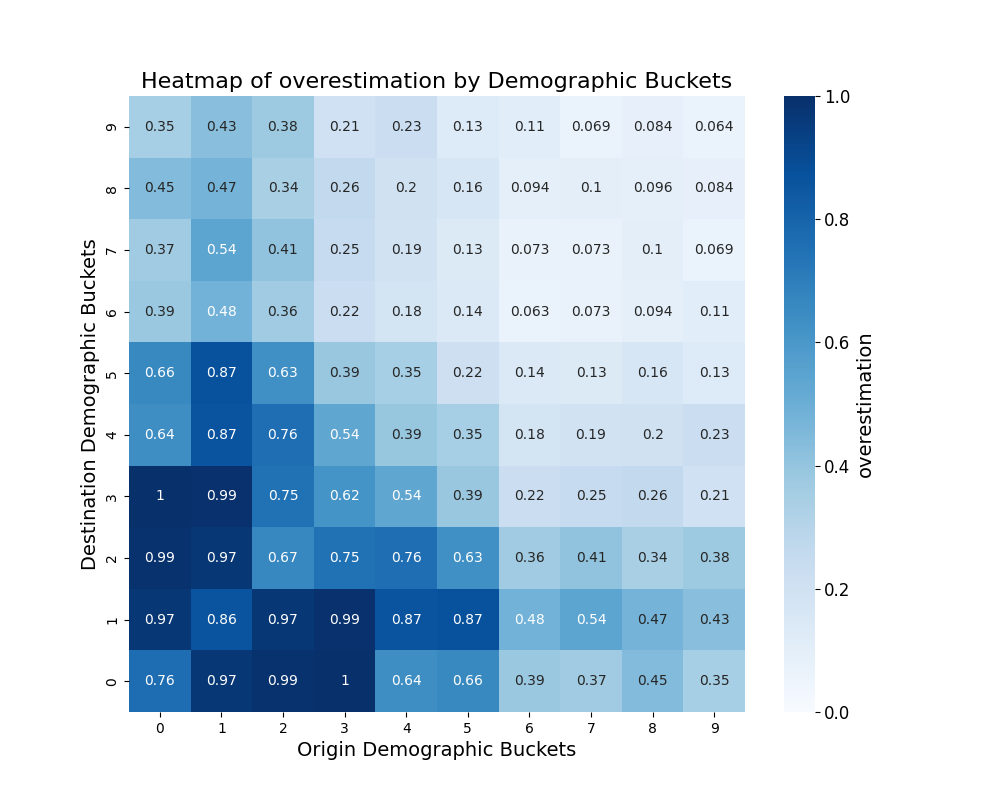 Heatmap of overestimation by Demographic Buckets
9 0.35 0.43 0.38 0.21 0.23 0.13 0.11 0.069 0.084 0.064
8 0.45 0.47 0.34 0.26 0.2 0.16 0.094 0.1 0.096 0.084
7 0.37 0.54 0.41 0.25 0.19 0.13 0.073 0.073 0.1 0.069
6 0.39 0.48 0.36 0.22 0.18 0.14 0.063 0.073 0.094 0.11
5 0.66 0.87 0.63 0.39 0.35 0.22 0.14 0.13 0.16 0.13
4 0.64 0.87 0.76 0.54 0.39 0.35 0.18 0.19 0.2 0.23
3 1 0.99 0.75 0.62 0.54 0.39 0.22 0.25 0.26 0.21
2 0.99 0.97 0.67 0.75 0.76 0.63 0.36 0.41 0.34 0.38
1 0.97 0.86 0.97 0.99 0.87 0.87 0.48 0.54 0.47 0.43
0 0.76 0.97 0.99 1 0.64 0.66 0.39 0.37 0.45 0.35
0 1 2 3 4 5 6 7 8 9
Origin Demographic Buckets
Destination Demographic Buckets
1.0
0.8
0.6
0.4
0.2
0.0
overestimation